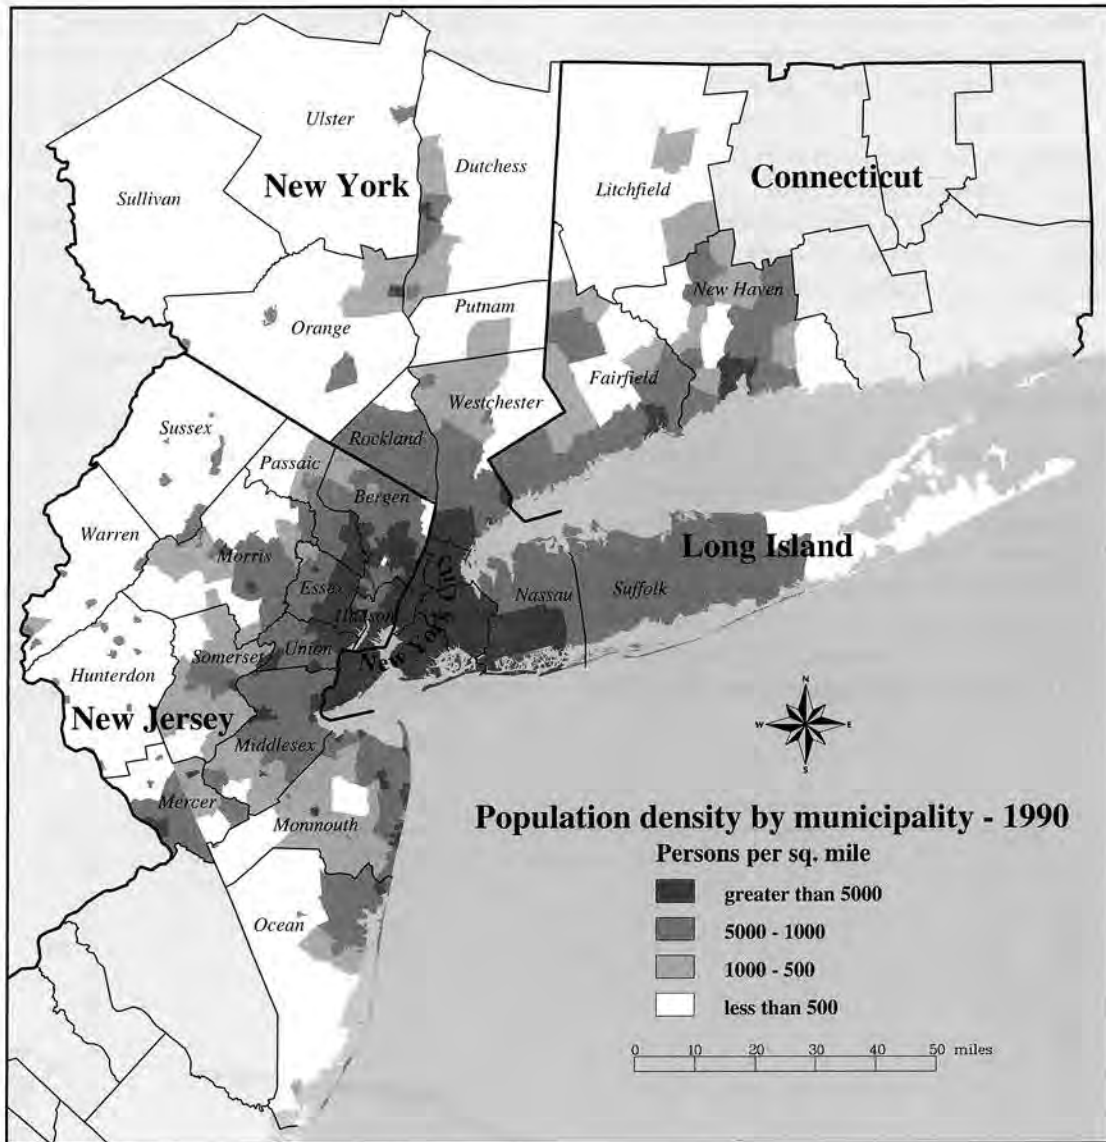 Ulster
Dutchess
New York
Sullivan
Litchfield
Connecticut
New Haven
Putnam
Orange
Fairfield
Westchester
Sussex
Rockland
Passaic
Bergen
Warren
Morris
Long Island
Essex
Nassau
Suffolk
Hudson
New York City
Union
Somerset
Hunterdon
New Jersey
Middlesex
N
W
E
S
Mercer
Monmouth
Ocean
Population density by municipality - 1990
Persons per sq. mile
greater than 5000
5000 - 1000
1000 - 500
less than 500
0 10 20 30 40 50 miles